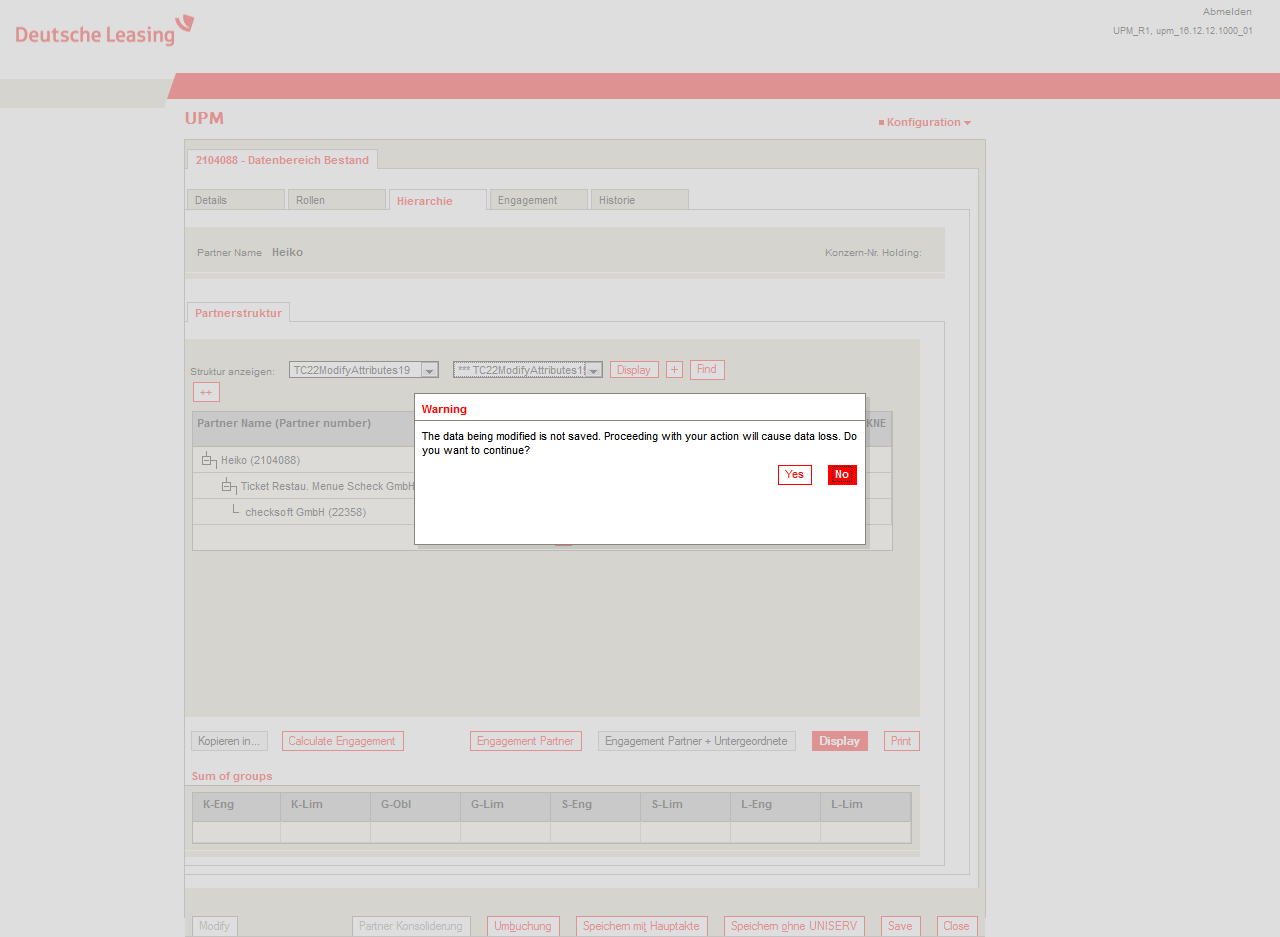 Deutsche Leasing
Abmelden
UPM_R1, upm_16.12.12.1000_01
UPM
Konfiguration
2104088 - Datenbereich Bestand
Details Rollen Hierarchie Engagement Historie
Partner Name Heiko Konzern-Nr. Holding:
Partnerstruktur
Struktur anzeigen: TC22ModifyAttributes19 *** TC22ModifyAttributes19 Display + Find
++
Partner Name (Partner number) KNE
Warning
The data being modified is not saved. Proceeding with your action will cause data loss. Do
you want to continue?
Yes No
Heiko (2104088)
Ticket Restau. Menue Scheck GmbH
checksoft GmbH (22358)
Kopieren in... Calculate Engagement Engagement Partner Engagement Partner + Untergeordnete Display Print
Sum of groups
K-Eng K-Lim G-Obl G-Lim S-Eng S-Lim L-Eng L-Lim
Modify Partner Konsolidierung Umbuchung Speichern mit Hauptakte Speichern ohne UNISERV Save Close